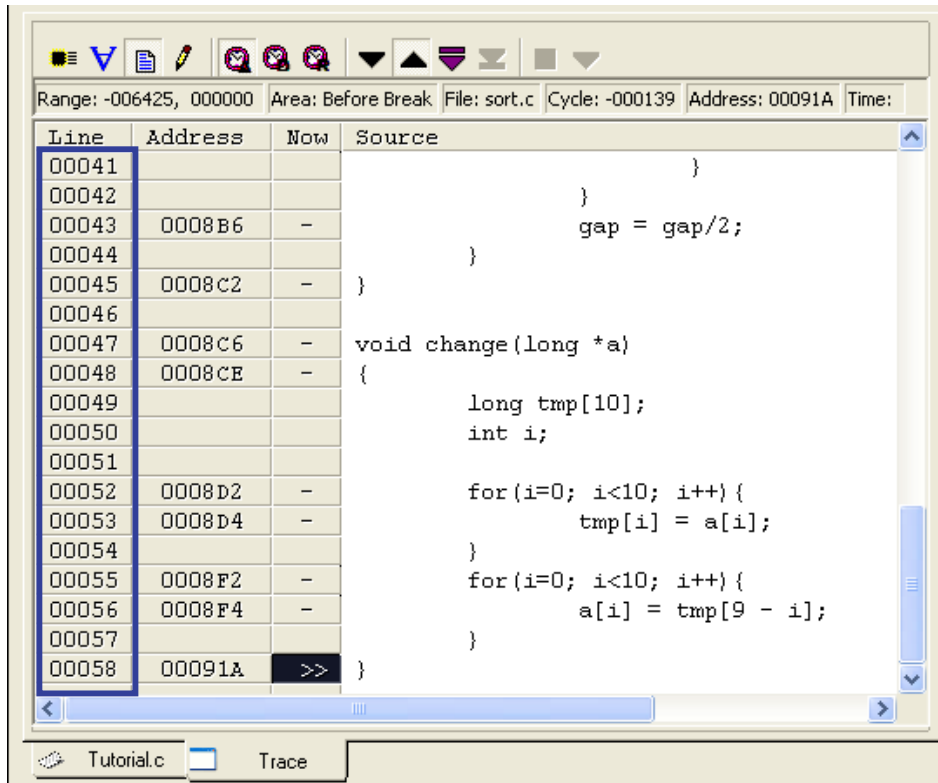 Range: -006425, 000000 Area: Before Break File: sort.c Cycle: -000139 Address: 00091A Time:
Line Address Now Source
00041 }
00042 }
00043 0008B6 - gap = gap/2;
00044 }
00045 0008C2 - }
00046
00047 0008C6 - void change(long *a)
00048 0008CE - {
00049 long tmp[10];
00050 int i;
00051
00052 0008D2 - for(i=0; i<10; i++){
00053 0008D4 - tmp[i] = a[i];
00054 }
00055 0008F2 - for(i=0; i<10; i++){
00056 0008F4 - a[i] = tmp[9 - i];
00057 }
00058 00091A >> }
Tutorial.c Trace